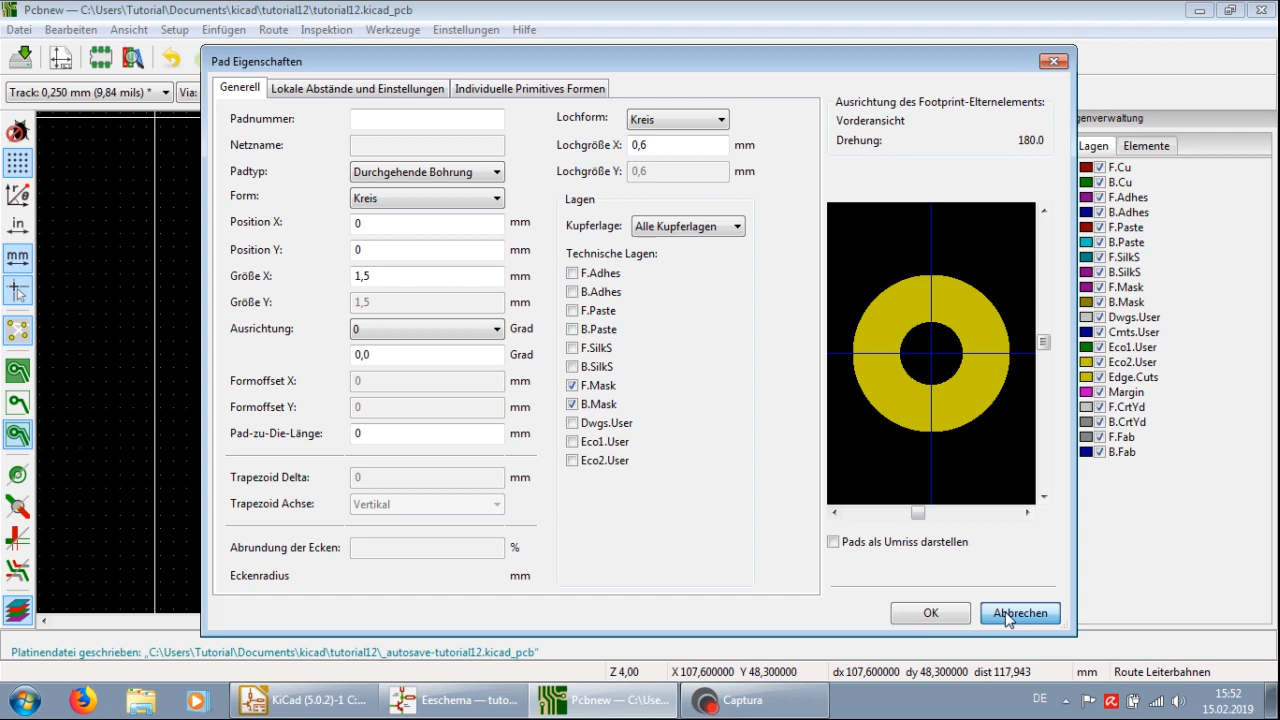 Pcbnew — C:\Users\Tutorial\Documents\kicad\tutorial12\tutorial12.kicad_pcb
Datei Bearbeiten Ansicht Setup Einfügen Route Inspektion Werkzeuge Einstellungen Hilfe
Track: 0,250 mm (9,84 mils) * Via:
Pad Eigenschaften
Generell Lokale Abstände und Einstellungen Individuelle Primitives Formen
Padnummer:
Netzname:
Padtyp: Durchgehende Bohrung
Form: Kreis
Position X: 0 mm
Position Y: 0 mm
Größe X: 1,5 mm
Größe Y: 1,5 mm
Ausrichtung: 0 Grad
0,0 Grad
Formoffset X: 0 mm
Formoffset Y: 0 mm
Pad-zu-Die-Länge: 0 mm
Trapezoid Delta: 0 mm
Trapezoid Achse: Vertikal
Abrundung der Ecken: %
Eckenradius mm
Lochform: Kreis
Lochgröße X: 0,6 mm
Lochgröße Y: 0,6 mm
Lagen
Kupferlage: Alle Kupferlagen
Technische Lagen:
F.Adhes
B.Adhes
F.Paste
B.Paste
F.SilkS
B.SilkS
F.Mask
B.Mask
Dwgs.User
Eco1.User
Eco2.User
Ausrichtung des Footprint-Elternelements:
Vorderansicht
Drehung: 180.0
Pads als Umriss darstellen
OK Abbrechen
genverwaltung
Lagen Elemente
F.Cu
B.Cu
F.Adhes
B.Adhes
F.Paste
B.Paste
F.SilkS
B.SilkS
F.Mask
B.Mask
Dwgs.User
Cmts.User
Eco1.User
Eco2.User
Edge.Cuts
Margin
F.CrtYd
B.CrtYd
F.Fab
B.Fab
in
mm
Platinendatei geschrieben: „C:\Users\Tutorial\Documents\kicad\tutorial12\_autosave-tutorial12.kicad_pcb“
Z 4,00 X 107,600000 Y 48,300000 dx 107,600000 dy 48,300000 dist 117,943 mm Route Leiterbahnen
KiCad (5.0.2)-1 C:... Eeschema — tuto... Pcbnew — C:\Use... Captura DE 15:52
15.02.2019